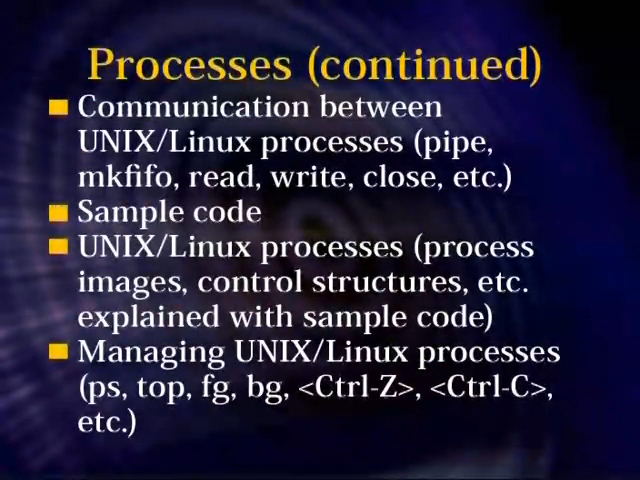 Processes (continued)
Communication between
UNIX/Linux processes (pipe,
mkfifo, read, write, close, etc.)
Sample code
UNIX/Linux processes (process
images, control structures, etc.
explained with sample code)
Managing UNIX/Linux processes
(ps, top, fg, bg, <Ctrl-Z>, <Ctrl-C>,
etc.)